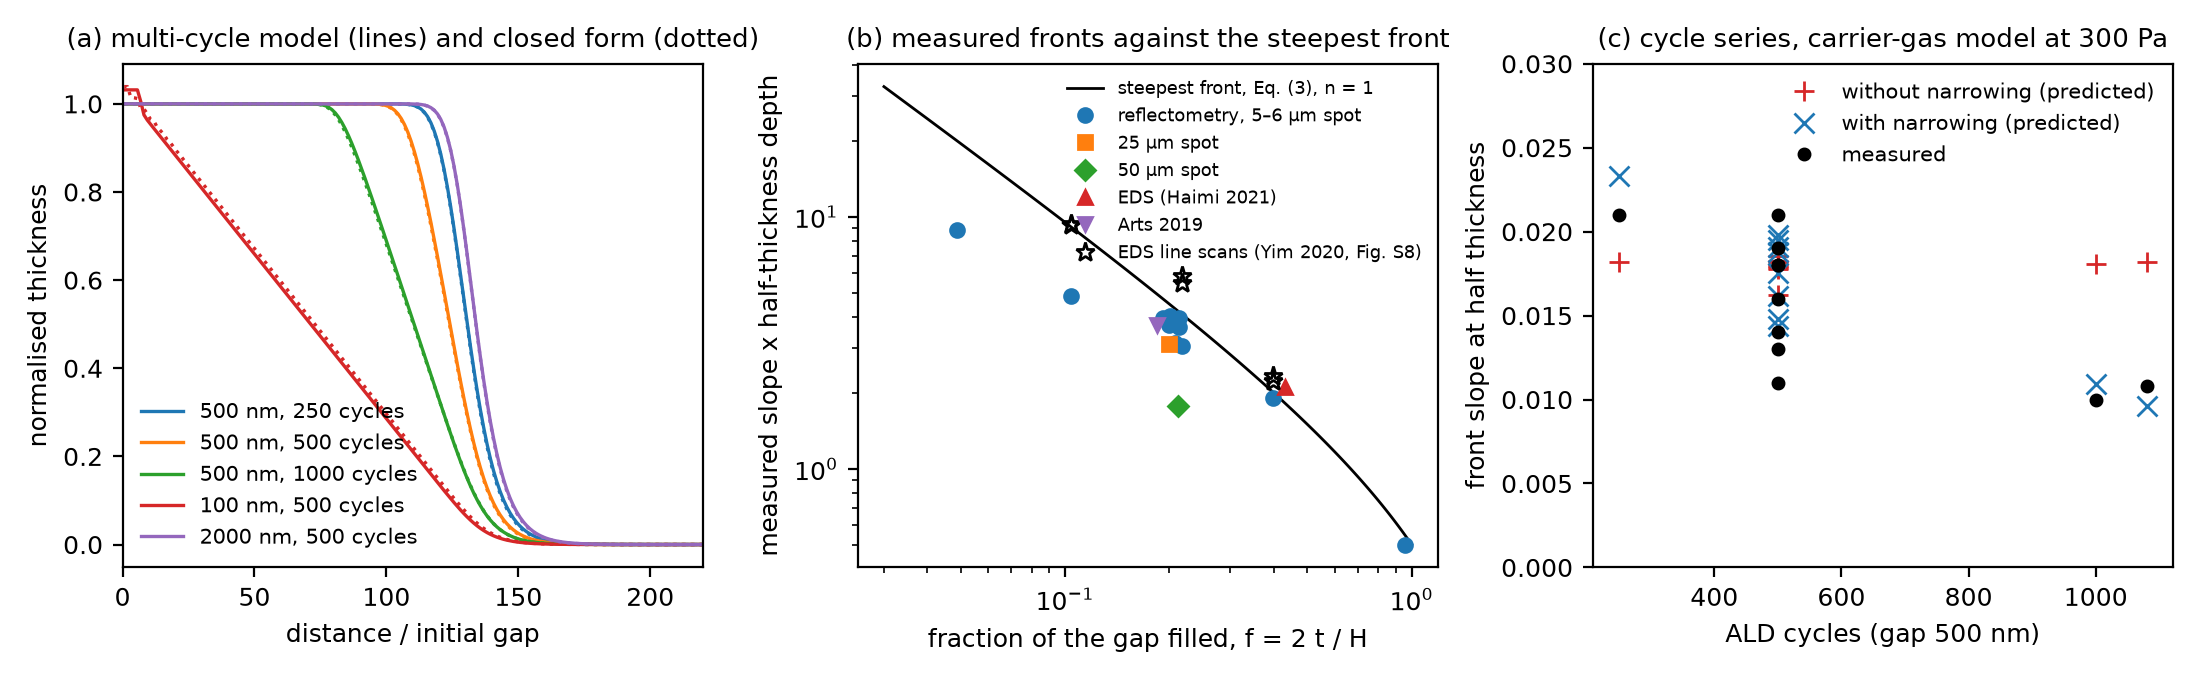 (a) multi-cycle model (lines) and closed form (dotted)
normalised thickness
1.0
0.8
0.6
0.4
0.2
0.0
500 nm, 250 cycles
500 nm, 500 cycles
500 nm, 1000 cycles
100 nm, 500 cycles
2000 nm, 500 cycles
0 50 100 150 200
distance / initial gap
(b) measured fronts against the steepest front
measured slope x half-thickness depth
10¹
10⁰
steepest front, Eq. (3), n = 1
reflectometry, 5–6 µm spot
25 µm spot
50 µm spot
EDS (Haimi 2021)
Arts 2019
EDS line scans (Yim 2020, Fig. S8)
10⁻¹ 10⁰
fraction of the gap filled, f = 2 t / H
(c) cycle series, carrier-gas model at 300 Pa
front slope at half thickness
0.030
0.025
0.020
0.015
0.010
0.005
0.000
without narrowing (predicted)
with narrowing (predicted)
measured
400 600 800 1000
ALD cycles (gap 500 nm)